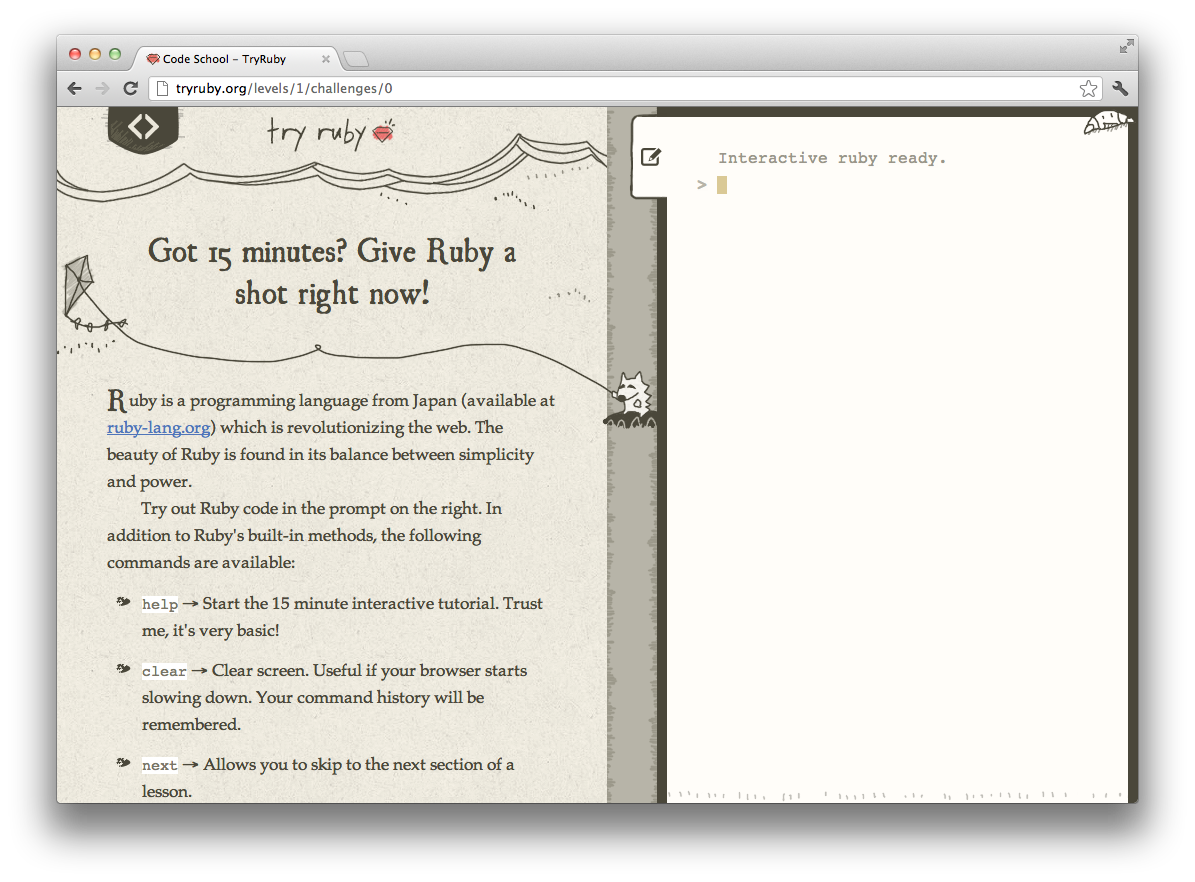 Code School – TryRuby
tryruby.org/levels/1/challenges/0
try ruby
Got 15 minutes? Give Ruby a
shot right now!
Ruby is a programming language from Japan (available at
ruby-lang.org) which is revolutionizing the web. The
beauty of Ruby is found in its balance between simplicity
and power.
Try out Ruby code in the prompt on the right. In
addition to Ruby's built-in methods, the following
commands are available:
help → Start the 15 minute interactive tutorial. Trust
me, it's very basic!
clear → Clear screen. Useful if your browser starts
slowing down. Your command history will be
remembered.
next → Allows you to skip to the next section of a
lesson.
Interactive ruby ready.
>